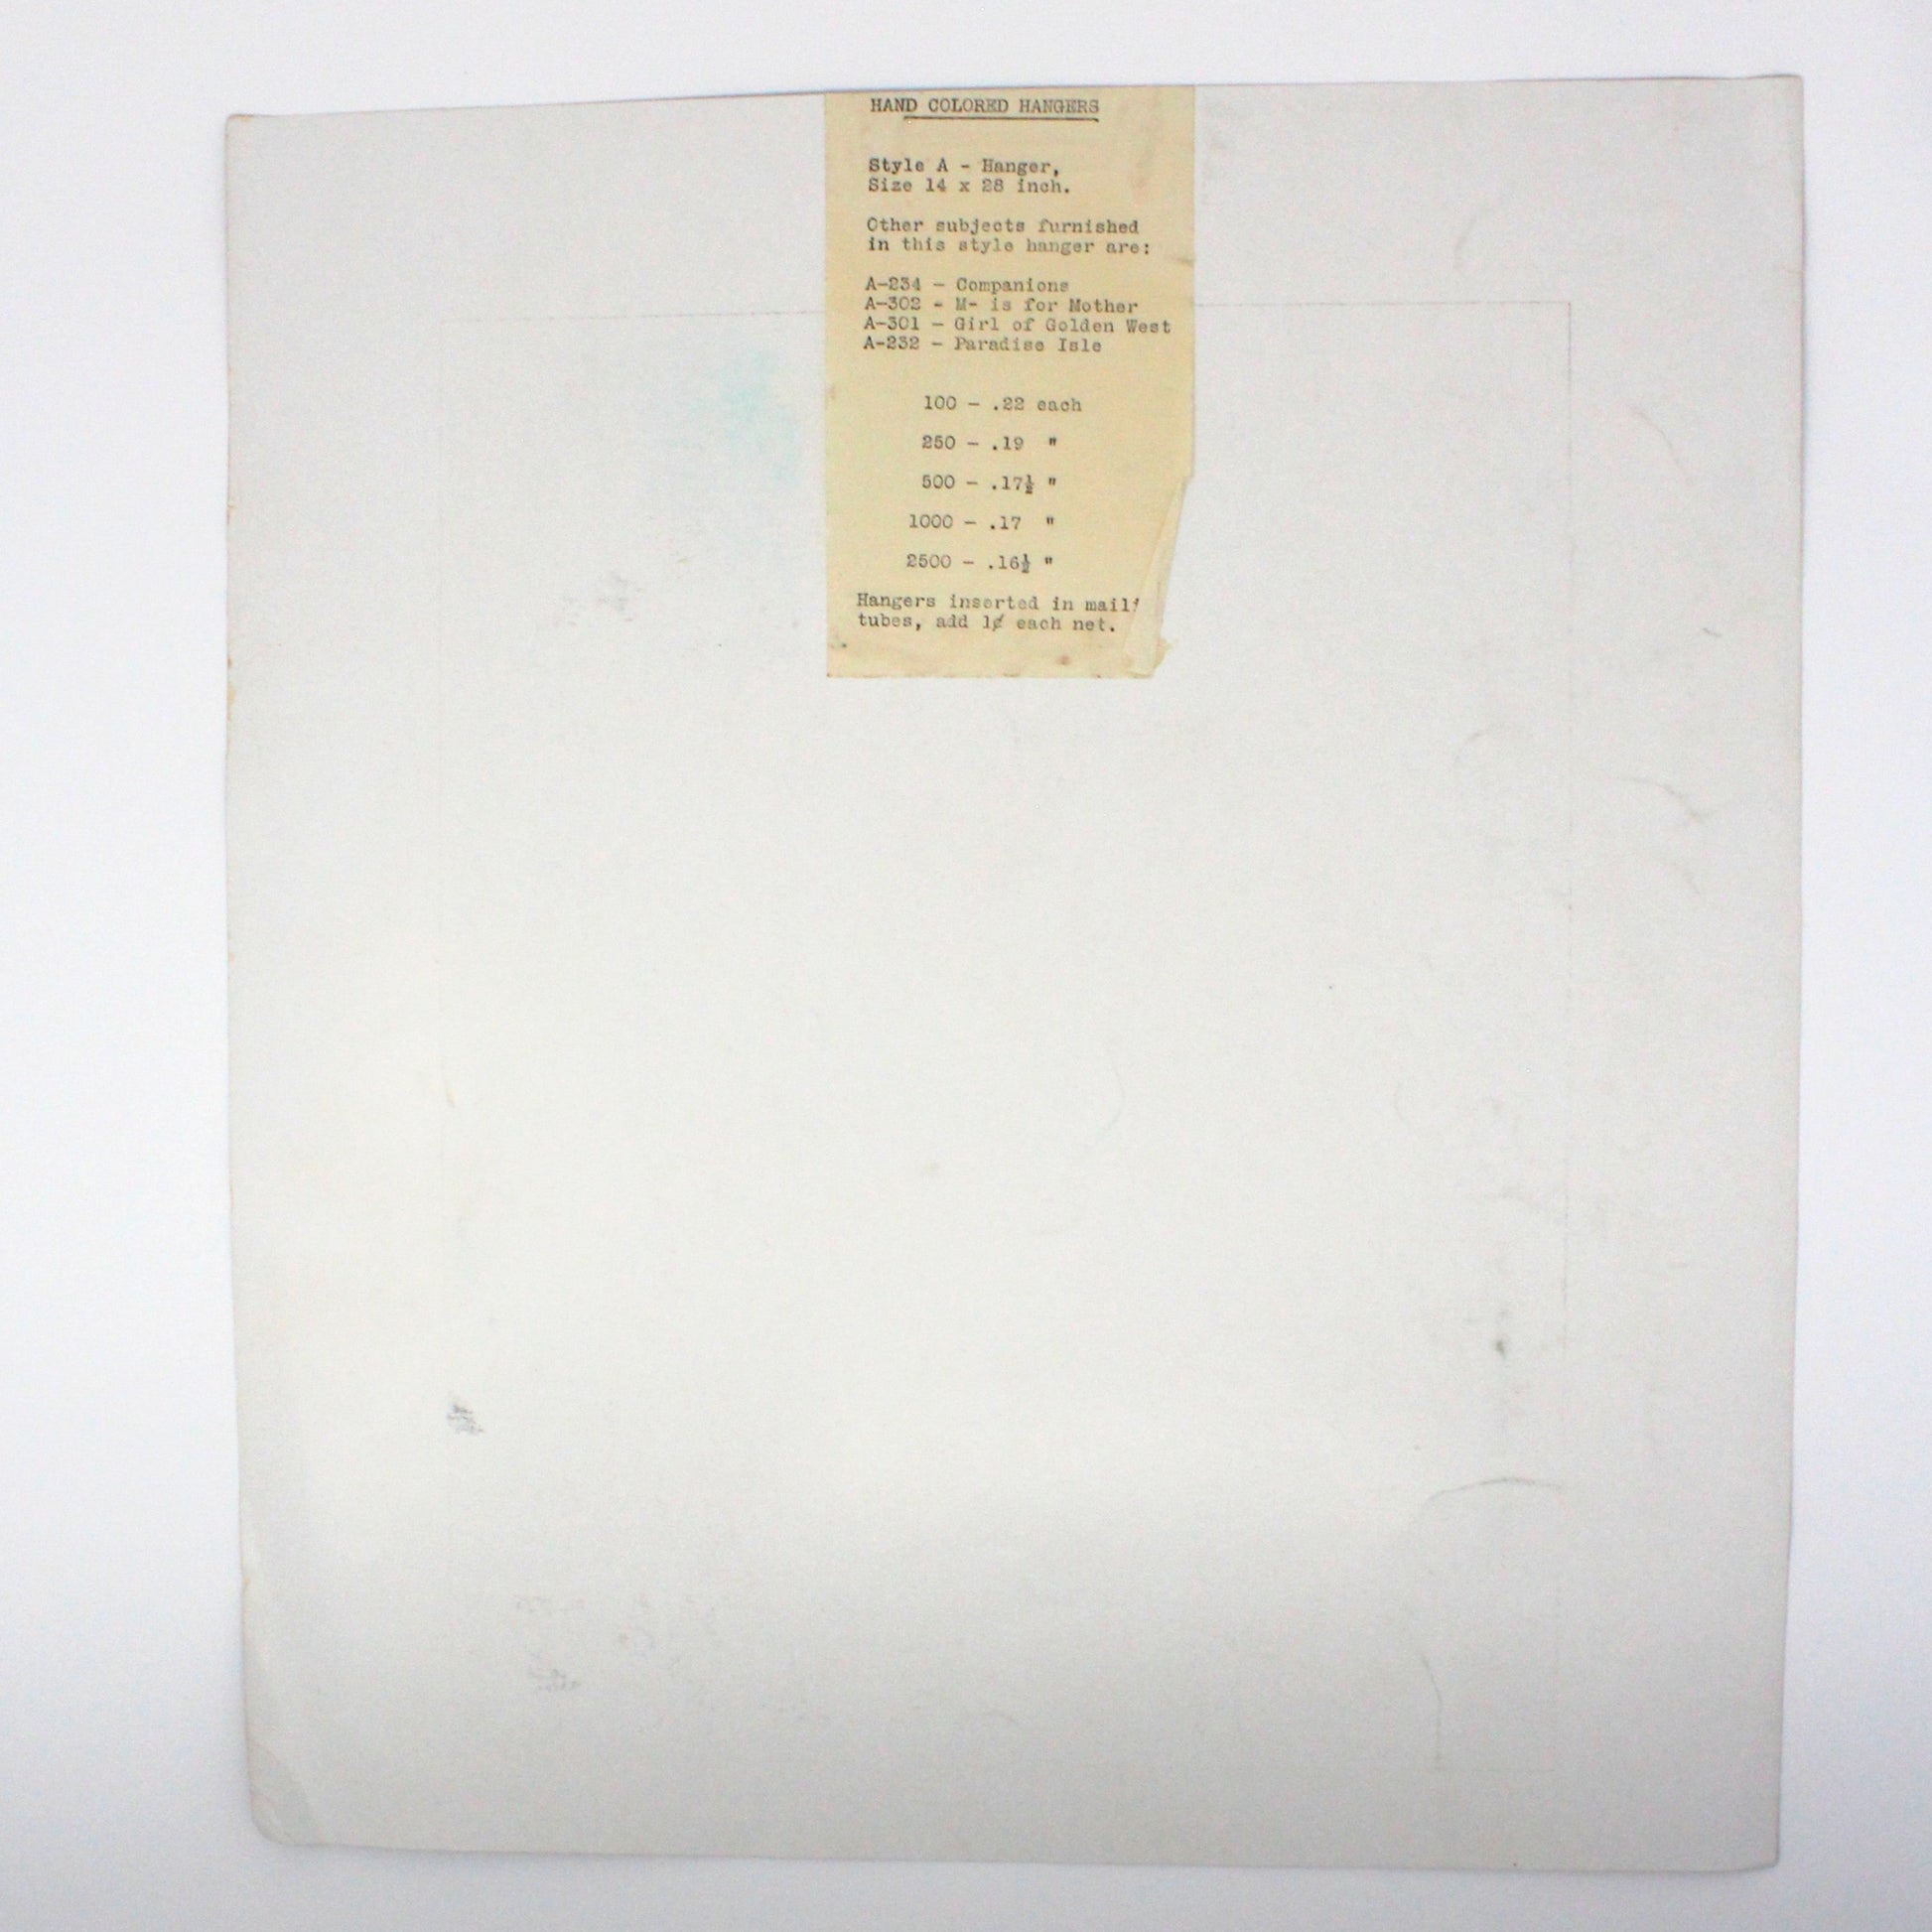 HAND COLORED HANGERS
Style A - Hanger,
Size 14 x 28 inch.
Other subjects furnished
in this style hanger are:
A-234 - Companions
A-302 - M- is for Mother
A-301 - Girl of Golden West
A-232 - Paradise Isle
100 - .22 each
250 - .19 "
500 - .17½ "
1000 - .17 "
2500 - .16½ "
Hangers inserted in mail
tubes, add 1¢ each net.